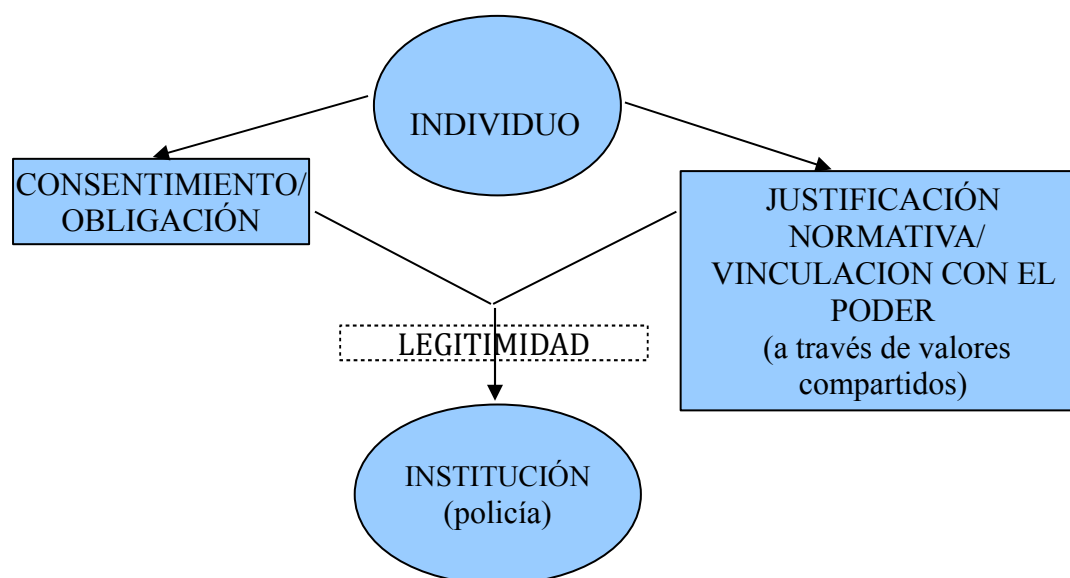 INDIVIDUO
CONSENTIMIENTO/
OBLIGACIÓN
JUSTIFICACIÓN
NORMATIVA/
VINCULACION CON EL
PODER
(a través de valores
compartidos)
LEGITIMIDAD
INSTITUCIÓN
(policía)